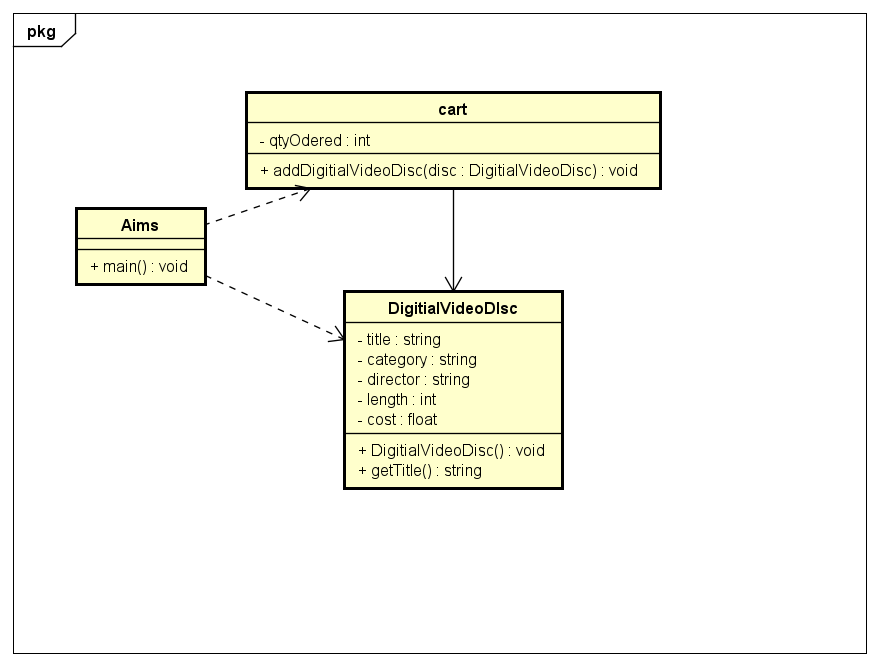 pkg
cart
- qtyOdered : int
+ addDigitialVideoDisc(disc : DigitialVideoDisc) : void
Aims
+ main() : void
DigitialVideoDIsc
- title : string
- category : string
- director : string
- length : int
- cost : float
+ DigitialVideoDisc() : void
+ getTitle() : string